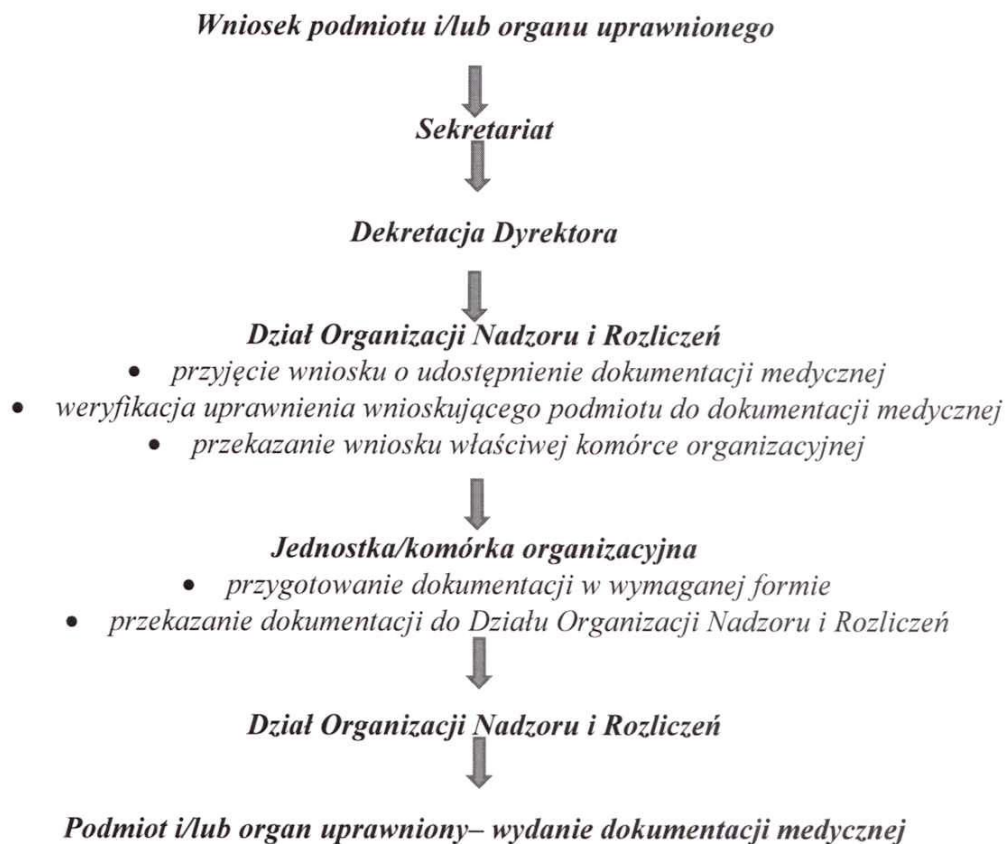 Wniosek podmiotu i/lub organu uprawnionego
Sekretariat
Dekretacja Dyrektora
Dział Organizacji Nadzoru i Rozliczeń
• przyjęcie wniosku o udostępnienie dokumentacji medycznej
• weryfikacja uprawnienia wnioskującego podmiotu do dokumentacji medycznej
• przekazanie wniosku właściwej komórce organizacyjnej
Jednostka/komórka organizacyjna
• przygotowanie dokumentacji w wymaganej formie
• przekazanie dokumentacji do Działu Organizacji Nadzoru i Rozliczeń
Dział Organizacji Nadzoru i Rozliczeń
Podmiot i/lub organ uprawniony– wydanie dokumentacji medycznej